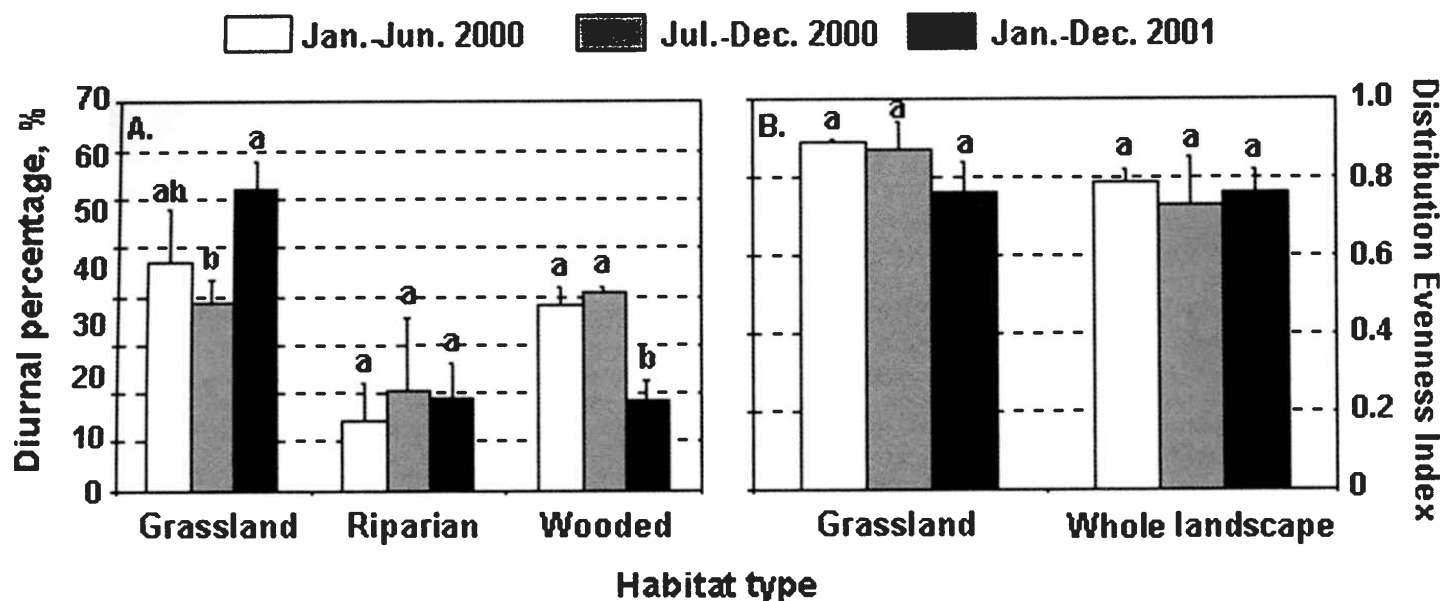 Jan.-Jun. 2000 Jul.-Dec. 2000 Jan.-Dec. 2001
Diurnal percentage, %
70
60
50
40
30
20
10
0
A.
ab
b
a
a
a
a
a
a
b
Grassland Riparian Wooded
B.
a
a
a
a
a
a
Grassland Whole landscape
1.0
0.8
0.6
0.4
0.2
0
Distribution Evenness Index
Habitat type